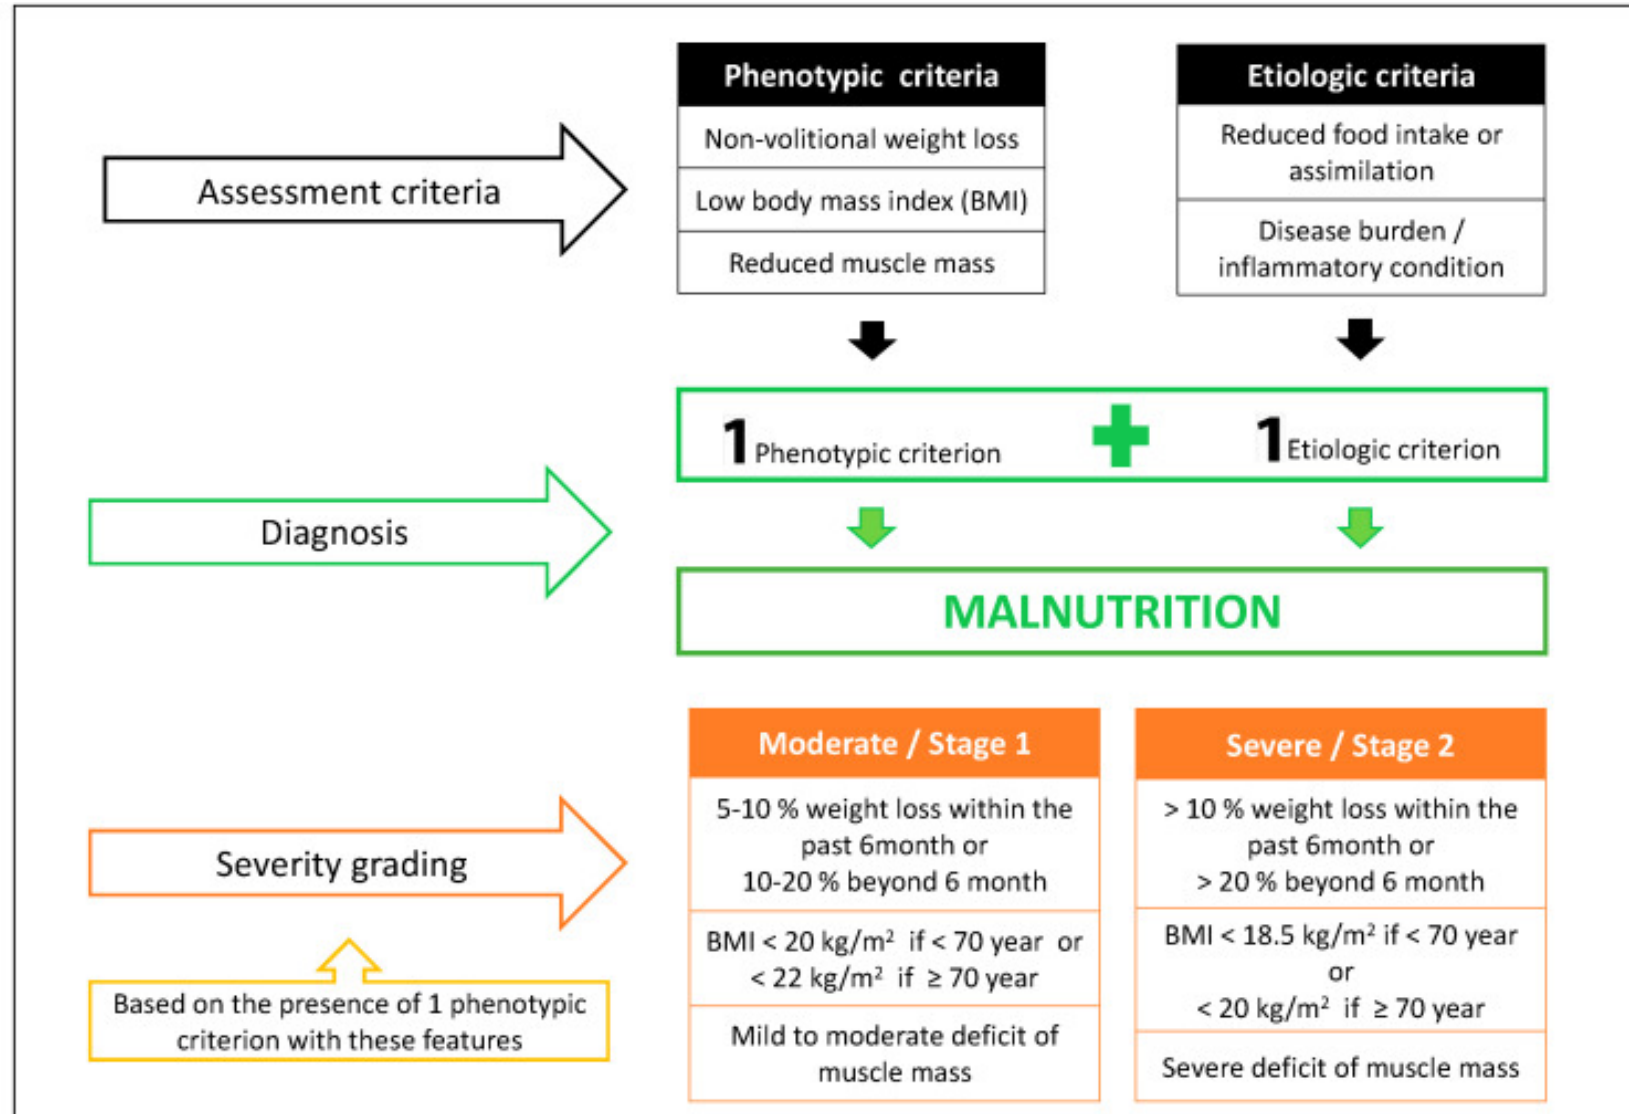 Phenotypic criteria
Non-volitional weight loss
Low body mass index (BMI)
Reduced muscle mass
Etiologic criteria
Reduced food intake or
assimilation
Disease burden /
inflammatory condition
Assessment criteria
1 Phenotypic criterion
1 Etiologic criterion
Diagnosis
MALNUTRITION
Moderate / Stage 1
5-10 % weight loss within the
past 6month or
10-20 % beyond 6 month
BMI < 20 kg/m² if < 70 year or
< 22 kg/m² if ≥ 70 year
Mild to moderate deficit of
muscle mass
Severe / Stage 2
> 10 % weight loss within the
past 6month or
> 20 % beyond 6 month
BMI < 18.5 kg/m² if < 70 year
or
< 20 kg/m² if ≥ 70 year
Severe deficit of muscle mass
Severity grading
Based on the presence of 1 phenotypic
criterion with these features